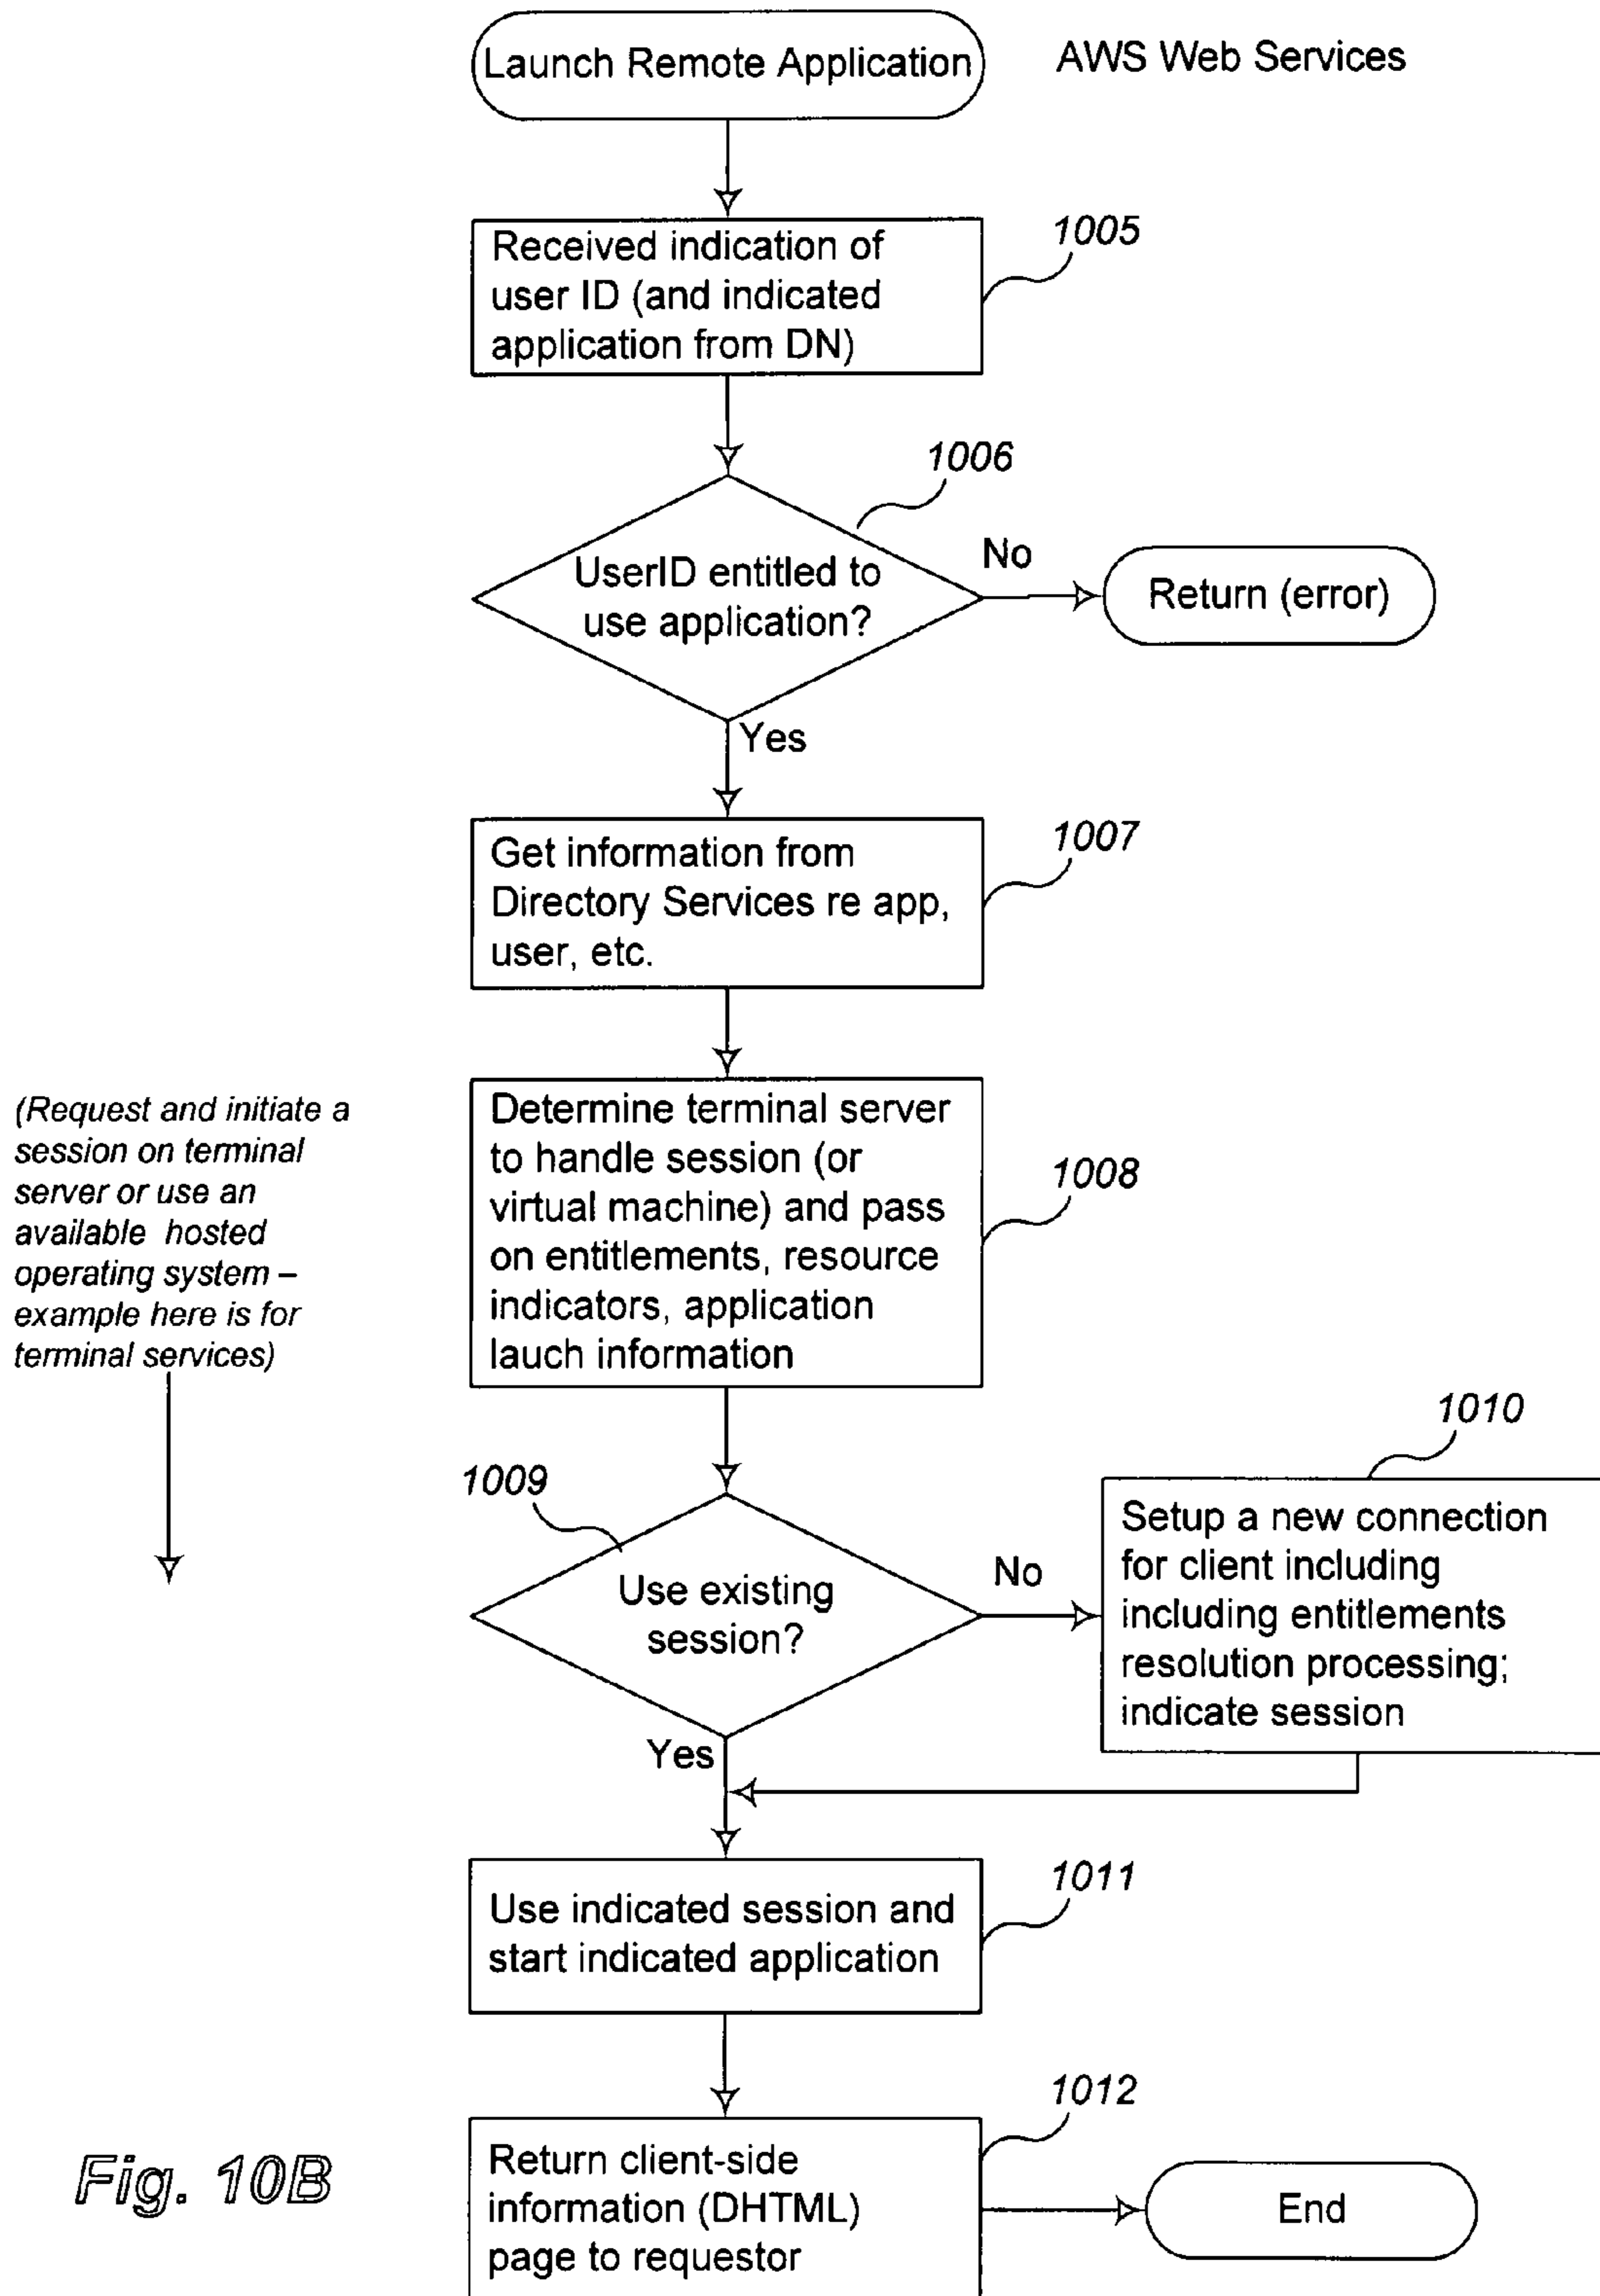 Launch Remote Application
AWS Web Services
Received indication of
user ID (and indicated
application from DN)
1005
1006
UserID entitled to
use application?
No
Return (error)
Yes
Get information from
Directory Services re app,
user, etc.
1007
(Request and initiate a
session on terminal
server or use an
available hosted
operating system –
example here is for
terminal services)
Determine terminal server
to handle session (or
virtual machine) and pass
on entitlements, resource
indicators, application
lauch information
1008
1009
Use existing
session?
No
1010
Setup a new connection
for client including
including entitlements
resolution processing;
indicate session
Yes
Use indicated session and
start indicated application
1011
1012
Return client-side
information (DHTML)
page to requestor
End
Fig. 10B